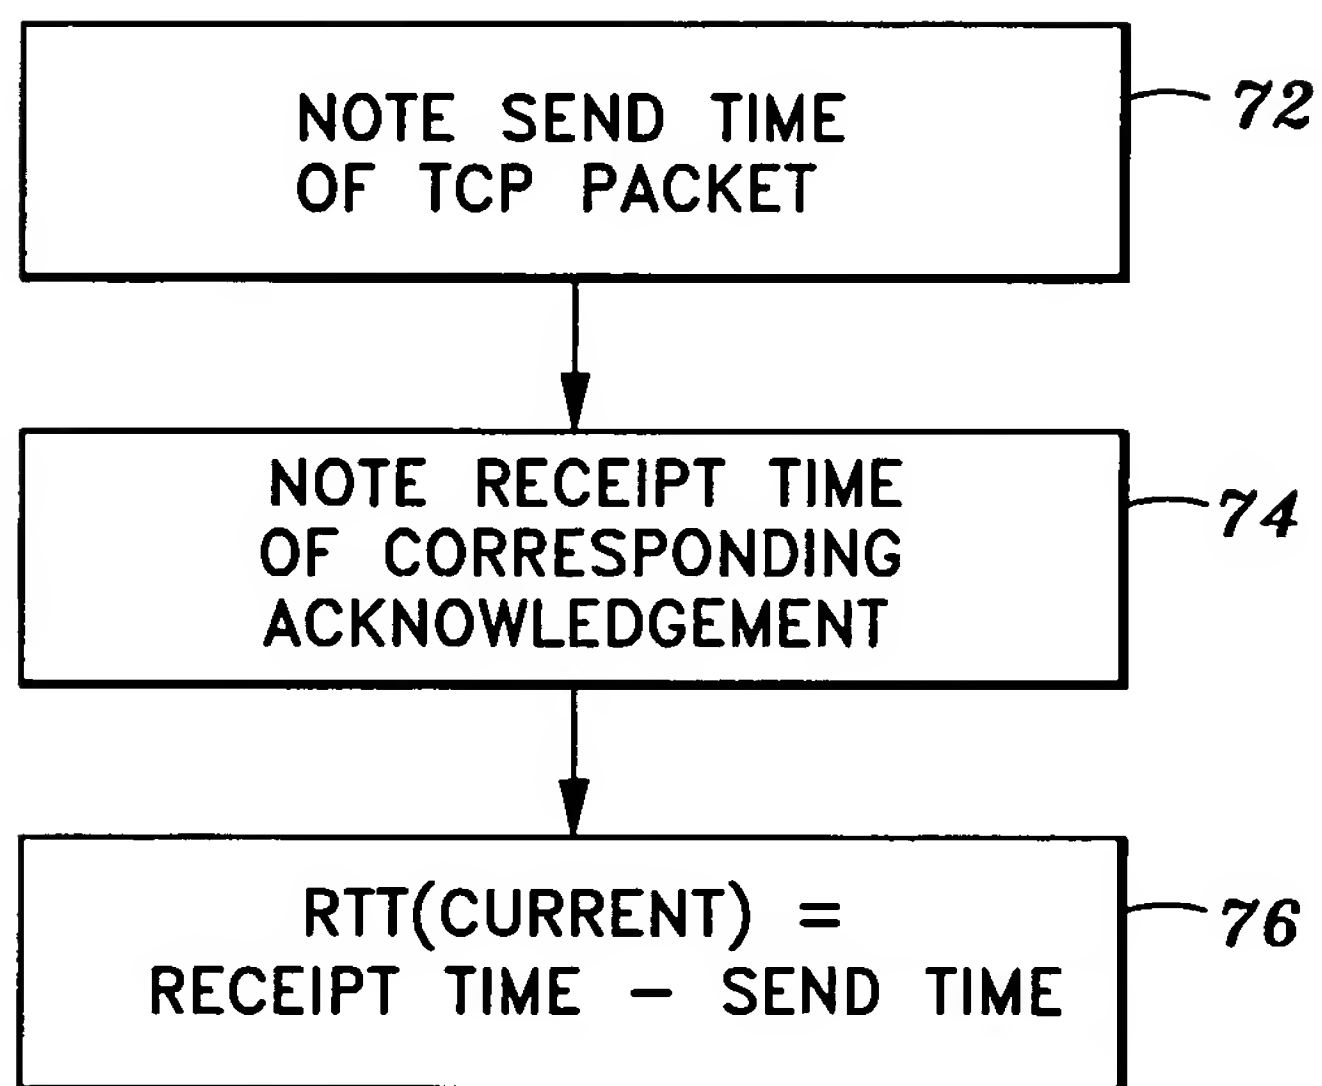 NOTE SEND TIME
OF TCP PACKET
72
NOTE RECEIPT TIME
OF CORRESPONDING
ACKNOWLEDGEMENT
74
RTT(CURRENT) =
RECEIPT TIME – SEND TIME
76